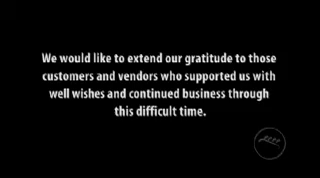 We would like to extend our gratitude to those
customers and vendors who supported us with
well wishes and continued business through
this difficult time.